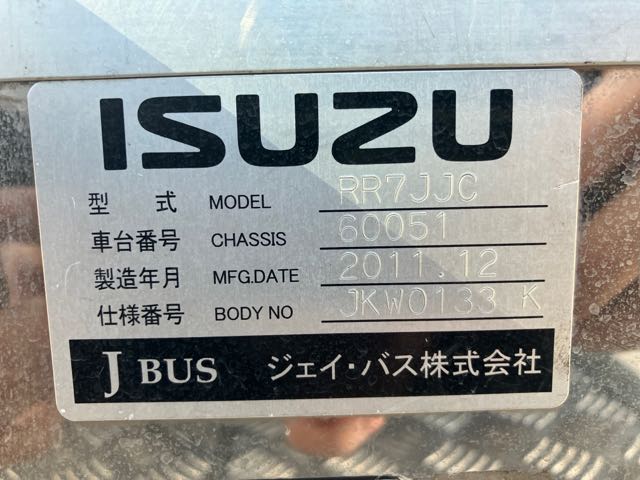 ISUZU
型 式 MODEL RR7JJC
車台番号 CHASSIS 60051
製造年月 MFG.DATE 2011.12
仕様番号 BODY NO JKW0133 K
J BUS ジェイ・バス株式会社